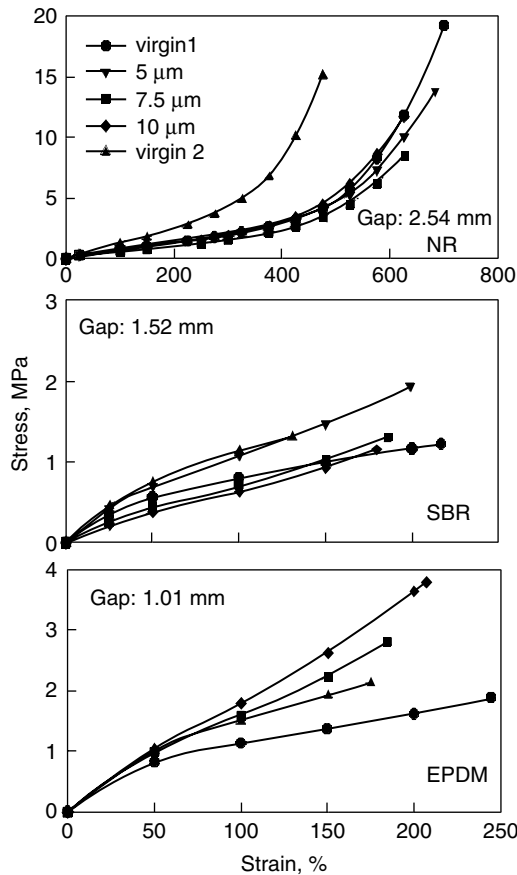 20
15
10
5
0
virgin1
5 μm
7.5 μm
10 μm
virgin 2
Gap: 2.54 mm
NR
0
200
400
600
800
3
2
1
0
Gap: 1.52 mm
SBR
Stress, MPa
4
3
2
1
0
Gap: 1.01 mm
EPDM
0
50
100
150
200
250
Strain, %